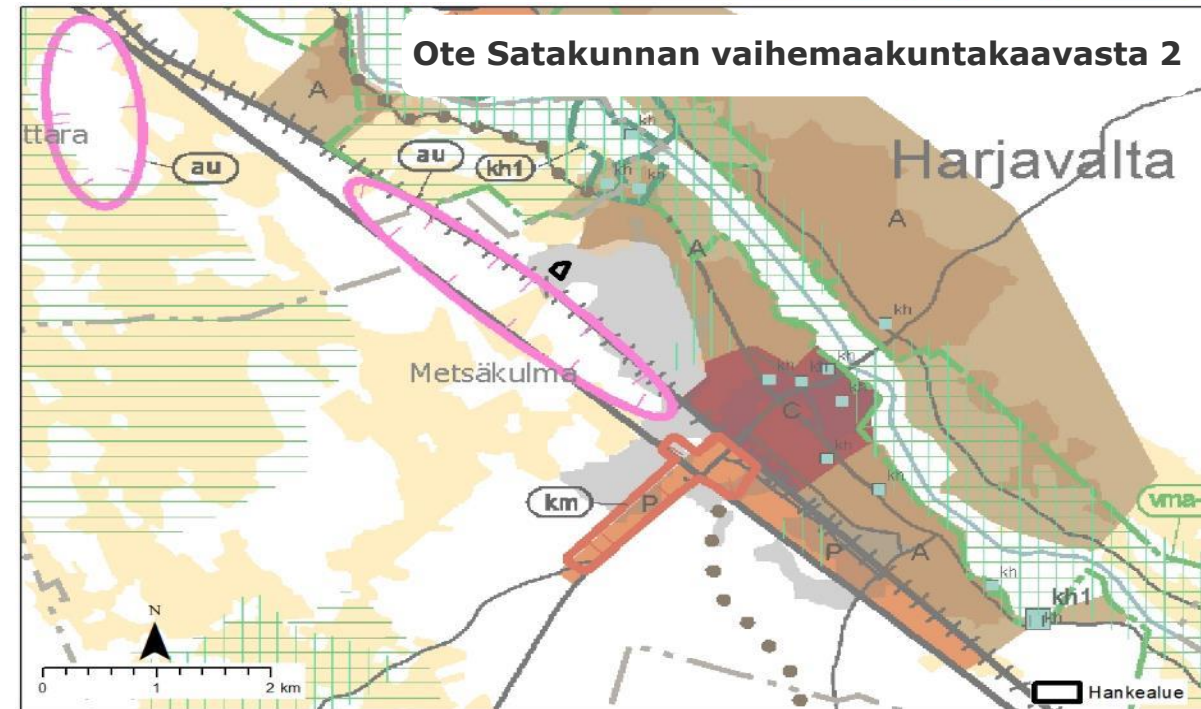 Ote Satakunnan vaihemaakuntakaavasta 2
A
kh
ttara
au
au
kh1
kh
kh
Harjavalta
A
A
kh
Metsäkulma
kh
kh
kh
kh
C
kh
kh
km
P
vma-
P
A
kh
kh1
kh
N
0 1 2 km
Hankealue